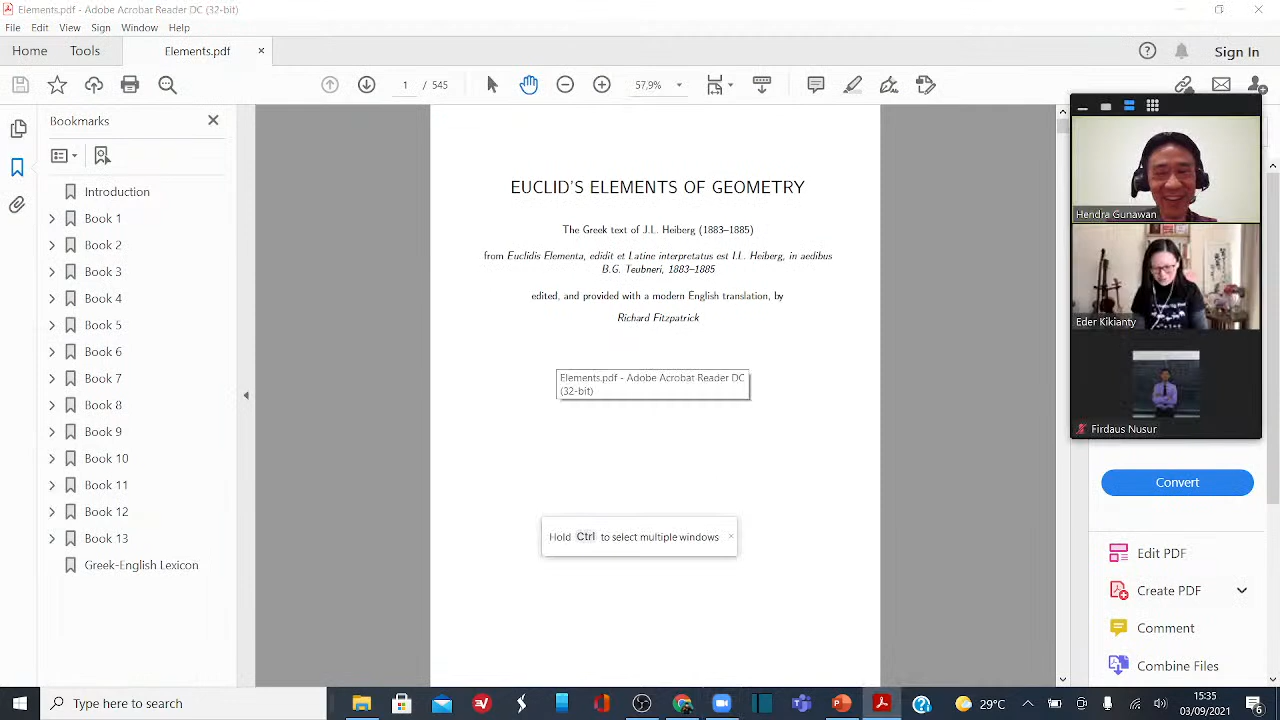 Elements.pdf - Adobe Acrobat Reader DC (32-bit)
File Edit View Sign Window Help
Home Tools Elements.pdf ×
Sign In
1 / 545
57,9%
Bookmarks
Introduction
Book 1
Book 2
Book 3
Book 4
Book 5
Book 6
Book 7
Book 8
Book 9
Book 10
Book 11
Book 12
Book 13
Greek-English Lexicon
EUCLID'S ELEMENTS OF GEOMETRY
The Greek text of J.L. Heiberg (1883–1885)
from Euclidis Elementa, edidit et Latine interpretatus est I.L. Heiberg, in aedibus
B.G. Teubneri, 1883–1885
edited, and provided with a modern English translation, by
Richard Fitzpatrick
Elements.pdf - Adobe Acrobat Reader DC
(32-bit)
Hold Ctrl to select multiple windows ×
Hendra Gunawan
Eder Kikianty
Firdaus Nusur
Convert
Edit PDF
Create PDF
Comment
Combine Files
Type here to search
29°C
15:35
03/09/2021